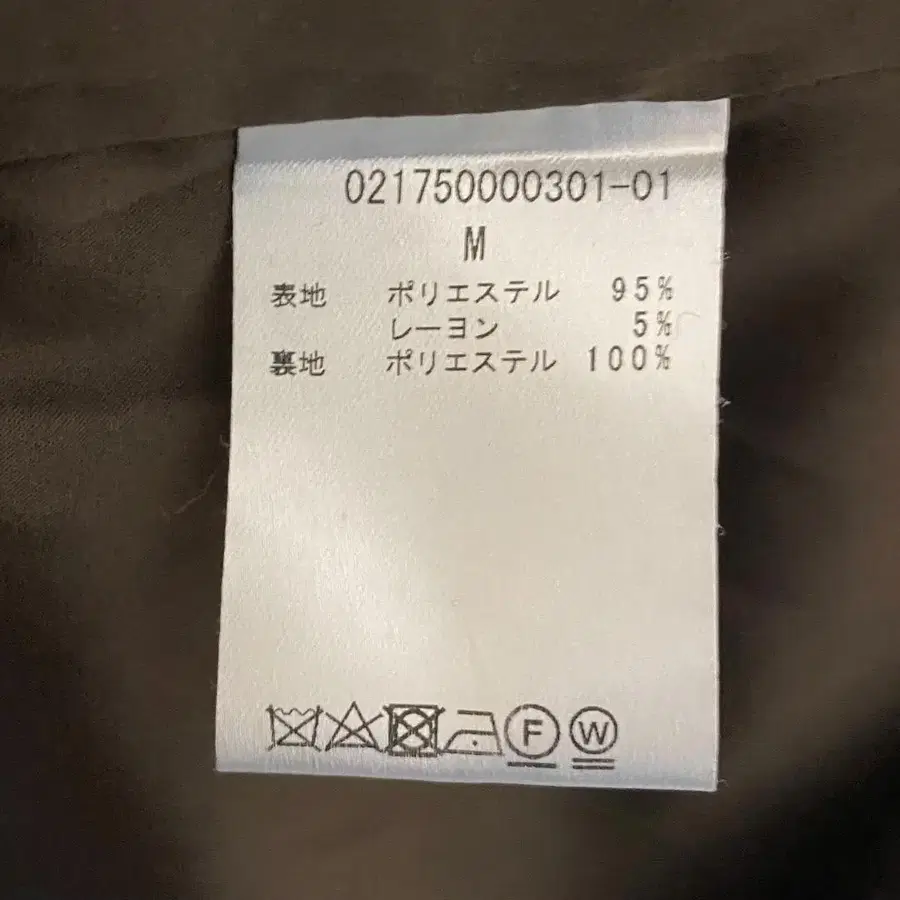 021750000301-01
M
表地 ポリエステル 95%
レーヨン 5%
裏地 ポリエステル 100%
F W